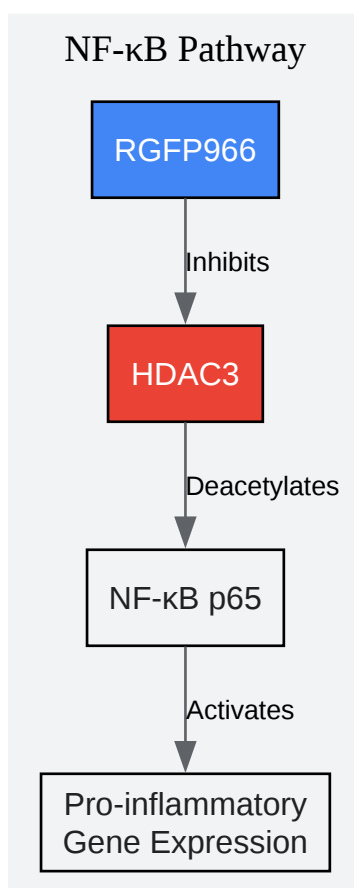 NF-κB Pathway
RGFP966
Inhibits
HDAC3
Deacetylates
NF-κB p65
Activates
Pro-inflammatory
Gene Expression